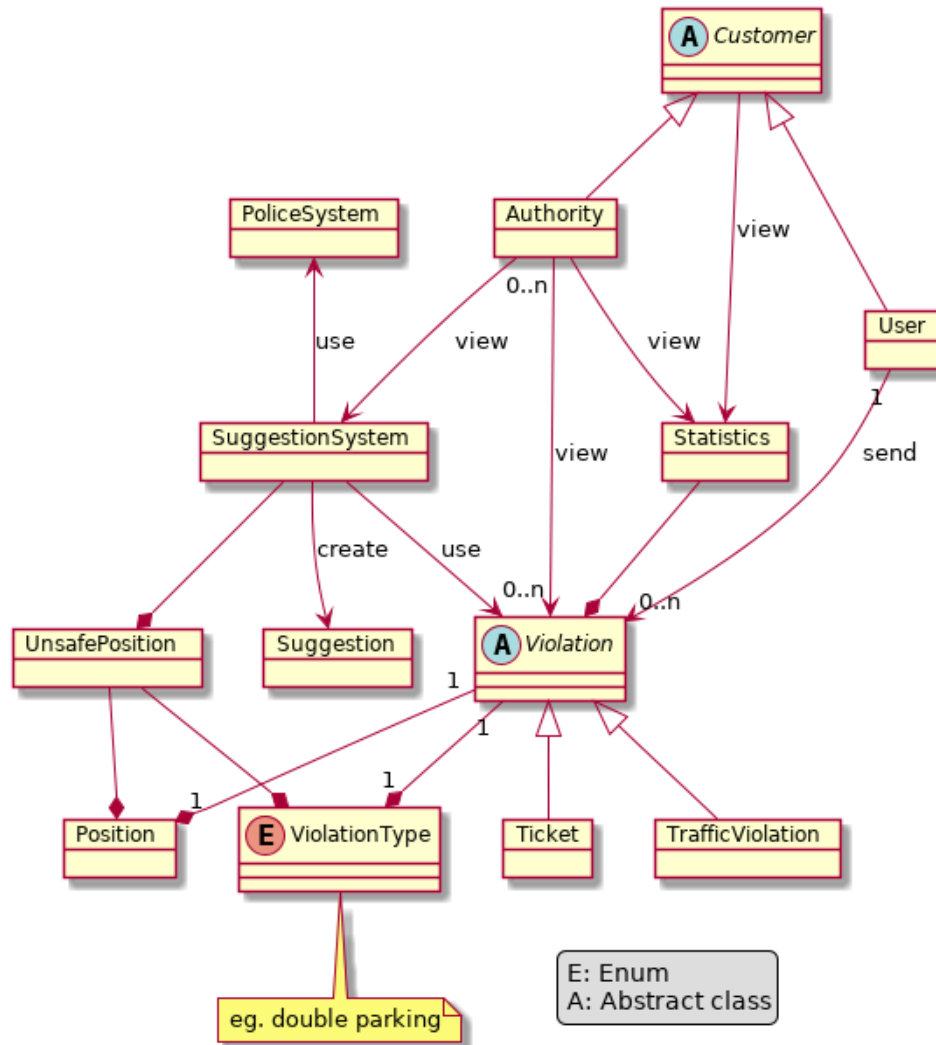 A Customer
PoliceSystem
Authority
view
User
0..n
use
view
view
1
SuggestionSystem
Statistics
view
send
create
use
0..n
0..n
UnsafePosition
Suggestion
A Violation
1
1
1
1
Position
E ViolationType
Ticket
TrafficViolation
eg. double parking
E: Enum
A: Abstract class